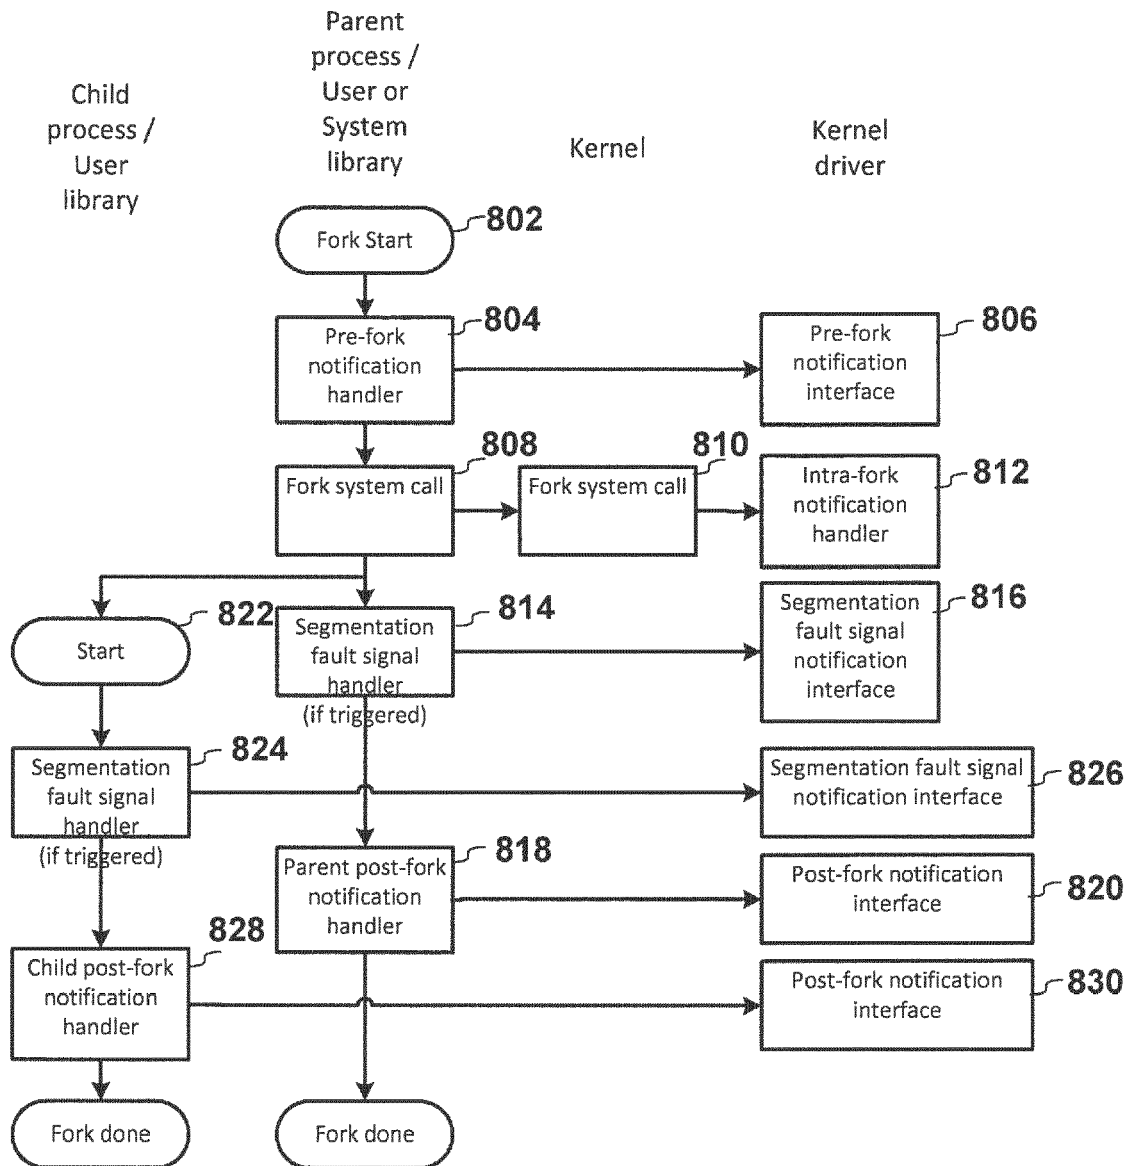 Parent
process /
User or
System
library
Child
process /
User
library
Kernel
Kernel
driver
Fork Start
802
Pre-fork
notification
handler
804
Pre-fork
notification
interface
806
Fork system call
808
Fork system call
810
Intra-fork
notification
handler
812
Start
822
Segmentation
fault signal
handler
(if triggered)
814
Segmentation
fault signal
notification
interface
816
Segmentation
fault signal
handler
(if triggered)
824
Segmentation fault signal
notification interface
826
Parent post-fork
notification
handler
818
Post-fork notification
interface
820
Child post-fork
notification
handler
828
Post-fork notification
interface
830
Fork done
Fork done